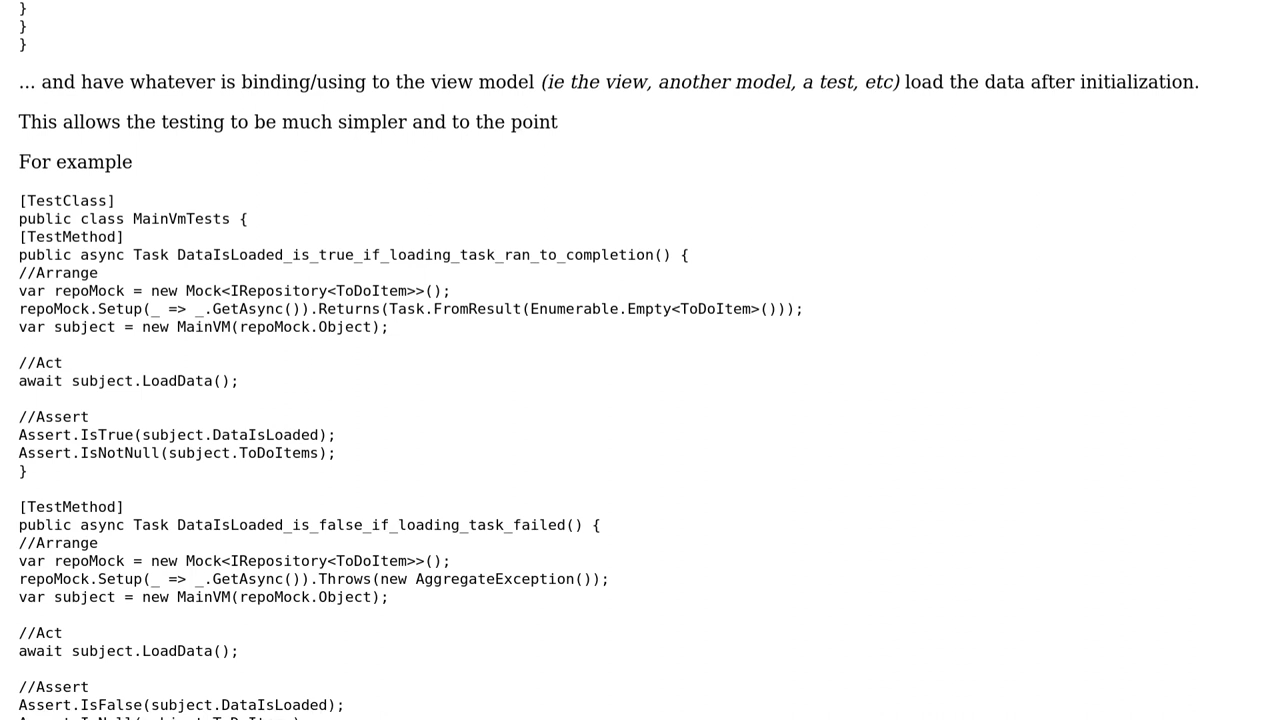 }
}
}
... and have whatever is binding/using to the view model (ie the view, another model, a test, etc) load the data after initialization.
This allows the testing to be much simpler and to the point
For example
[TestClass]
public class MainVmTests {
[TestMethod]
public async Task DataIsLoaded_is_true_if_loading_task_ran_to_completion() {
//Arrange
var repoMock = new Mock<IRepository<ToDoItem>>();
repoMock.Setup(_ => _.GetAsync()).Returns(Task.FromResult(Enumerable.Empty<ToDoItem>()));
var subject = new MainVM(repoMock.Object);
//Act
await subject.LoadData();
//Assert
Assert.IsTrue(subject.DataIsLoaded);
Assert.IsNotNull(subject.ToDoItems);
}
[TestMethod]
public async Task DataIsLoaded_is_false_if_loading_task_failed() {
//Arrange
var repoMock = new Mock<IRepository<ToDoItem>>();
repoMock.Setup(_ => _.GetAsync()).Throws(new AggregateException());
var subject = new MainVM(repoMock.Object);
//Act
await subject.LoadData();
//Assert
Assert.IsFalse(subject.DataIsLoaded);